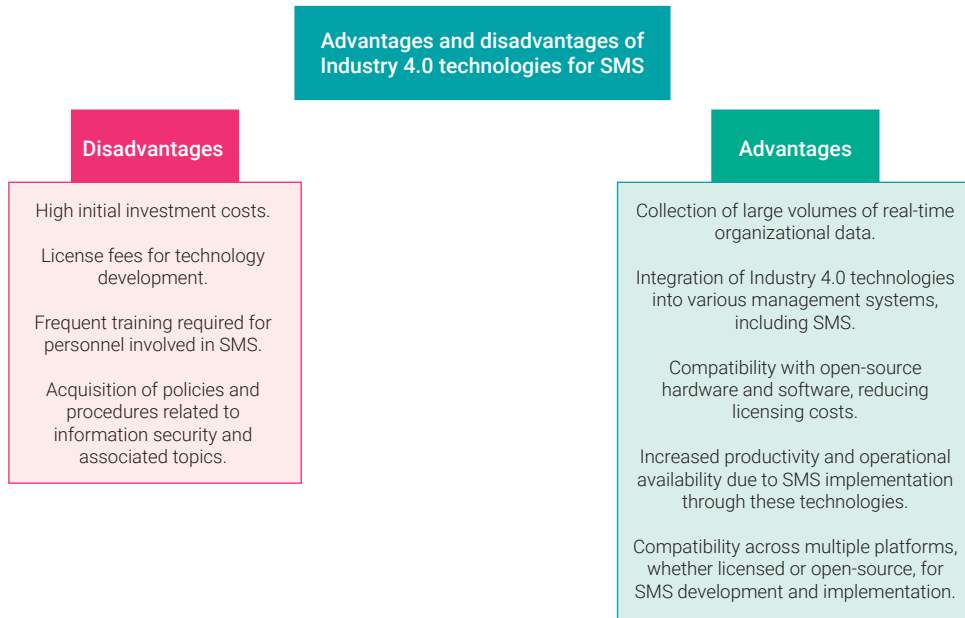 Advantages and disadvantages of
Industry 4.0 technologies for SMS
Disadvantages
High initial investment costs.
License fees for technology
development.
Frequent training required for
personnel involved in SMS.
Acquisition of policies and
procedures related to
information security and
associated topics.
Advantages
Collection of large volumes of real-time
organizational data.
Integration of Industry 4.0 technologies
into various management systems,
including SMS.
Compatibility with open-source
hardware and software, reducing
licensing costs.
Increased productivity and operational
availability due to SMS implementation
through these technologies.
Compatibility across multiple platforms,
whether licensed or open-source, for
SMS development and implementation.